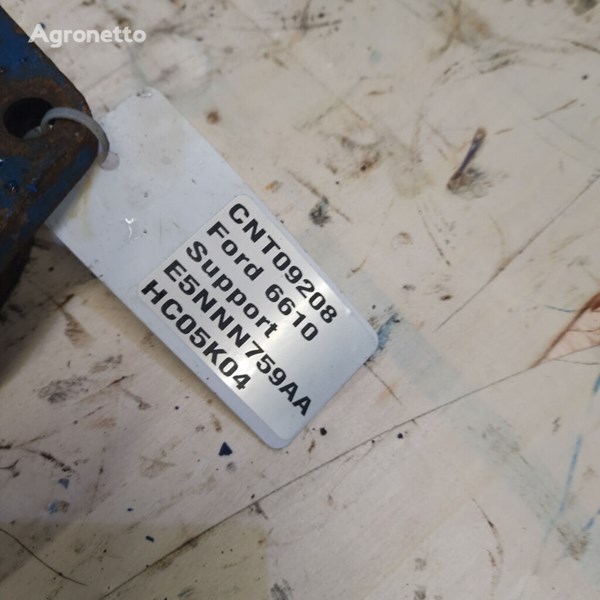 Agronetto
CNT09208
Ford 6610
Support
E5NNN759AA
HC05K04